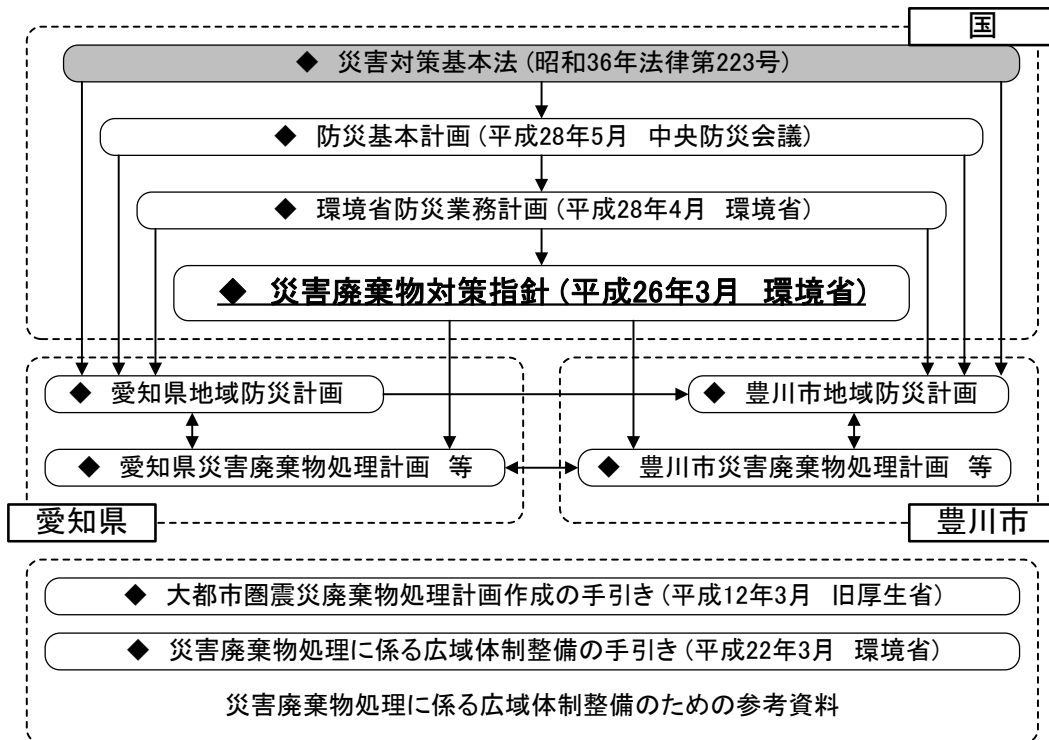 国
◆ 災害対策基本法(昭和36年法律第223号)
◆ 防災基本計画(平成28年5月 中央防災会議)
◆ 環境省防災業務計画(平成28年4月 環境省)
◆ 災害廃棄物対策指針(平成26年3月 環境省)
◆ 愛知県地域防災計画
◆ 豊川市地域防災計画
◆ 愛知県災害廃棄物処理計画 等
◆ 豊川市災害廃棄物処理計画 等
愛知県
豊川市
◆ 大都市圏震災廃棄物処理計画作成の手引き(平成12年3月 旧厚生省)
◆ 災害廃棄物処理に係る広域体制整備の手引き(平成22年3月 環境省)
災害廃棄物処理に係る広域体制整備のための参考資料